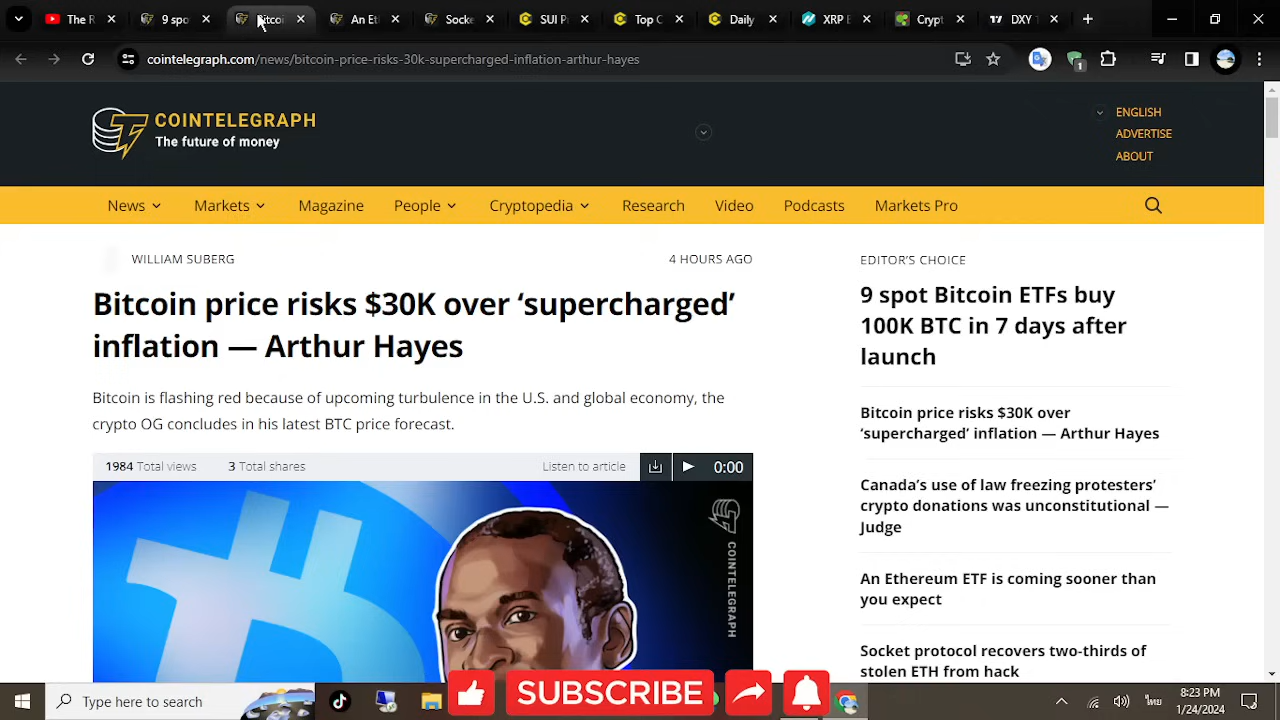 The R
9 spo
Bitcoi
An Et
Socke
SUI P
Top C
Daily
XRP E
Crypt
DXY
cointelegraph.com/news/bitcoin-price-risks-30k-supercharged-inflation-arthur-hayes
1
COINTELEGRAPH
The future of money
ENGLISH
ADVERTISE
ABOUT
News
Markets
Magazine
People
Cryptopedia
Research
Video
Podcasts
Markets Pro
WILLIAM SUBERG
4 HOURS AGO
Bitcoin price risks $30K over ‘supercharged’
inflation — Arthur Hayes
Bitcoin is flashing red because of upcoming turbulence in the U.S. and global economy, the
crypto OG concludes in his latest BTC price forecast.
1984 Total views
3 Total shares
Listen to article
0:00
COINTELEGRAPH
EDITOR’S CHOICE
9 spot Bitcoin ETFs buy
100K BTC in 7 days after
launch
Bitcoin price risks $30K over
‘supercharged’ inflation — Arthur Hayes
Canada’s use of law freezing protesters’
crypto donations was unconstitutional —
Judge
An Ethereum ETF is coming sooner than
you expect
Socket protocol recovers two-thirds of
stolen ETH from hack
SUBSCRIBE
Type here to search
8:23 PM
1/24/2024